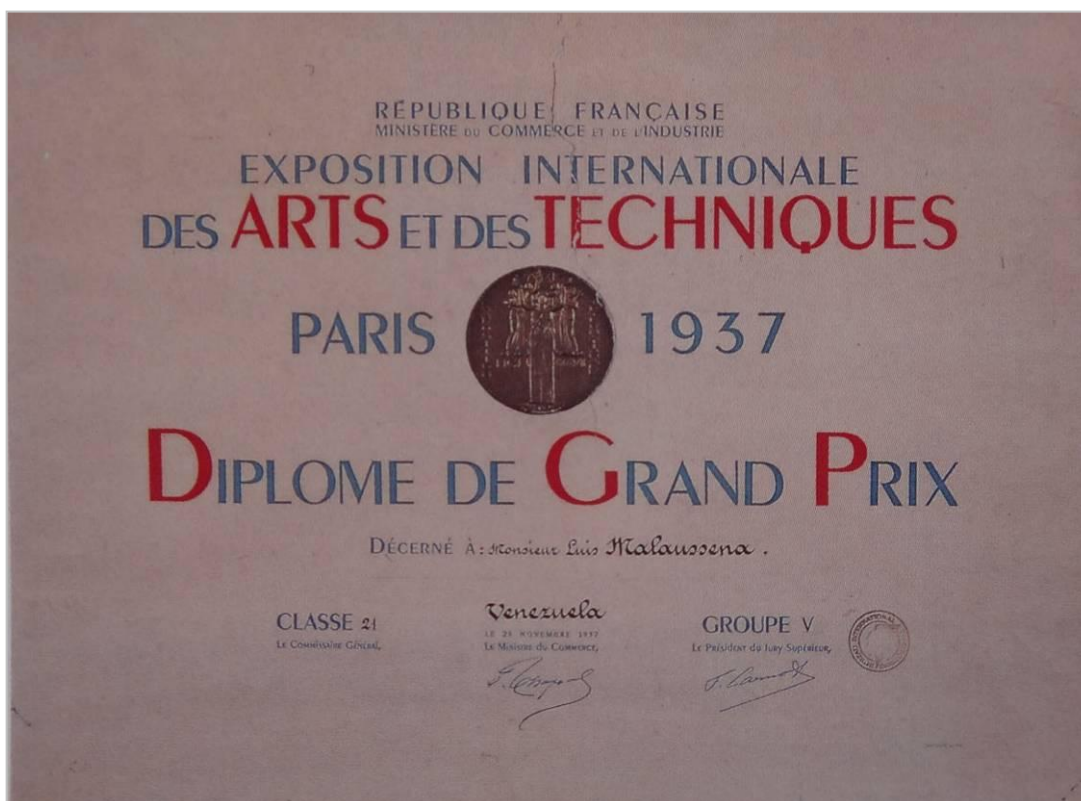 RÉPUBLIQUE FRANÇAISE
MINISTÈRE DU COMMERCE ET DE L'INDUSTRIE
EXPOSITION INTERNATIONALE
DES ARTS ET DES TECHNIQUES
PARIS 1937
DIPLOME DE GRAND PRIX
DÉCERNÉ À : Monsieur Luis Malaussena .
CLASSE 21 Venezuela GROUPE V
LE COMMISSAIRE GÉNÉRAL, LE MINISTRE DU COMMERCE, LE PRÉSIDENT DU JURY SUPÉRIEUR,
NOVEMBRE 1937